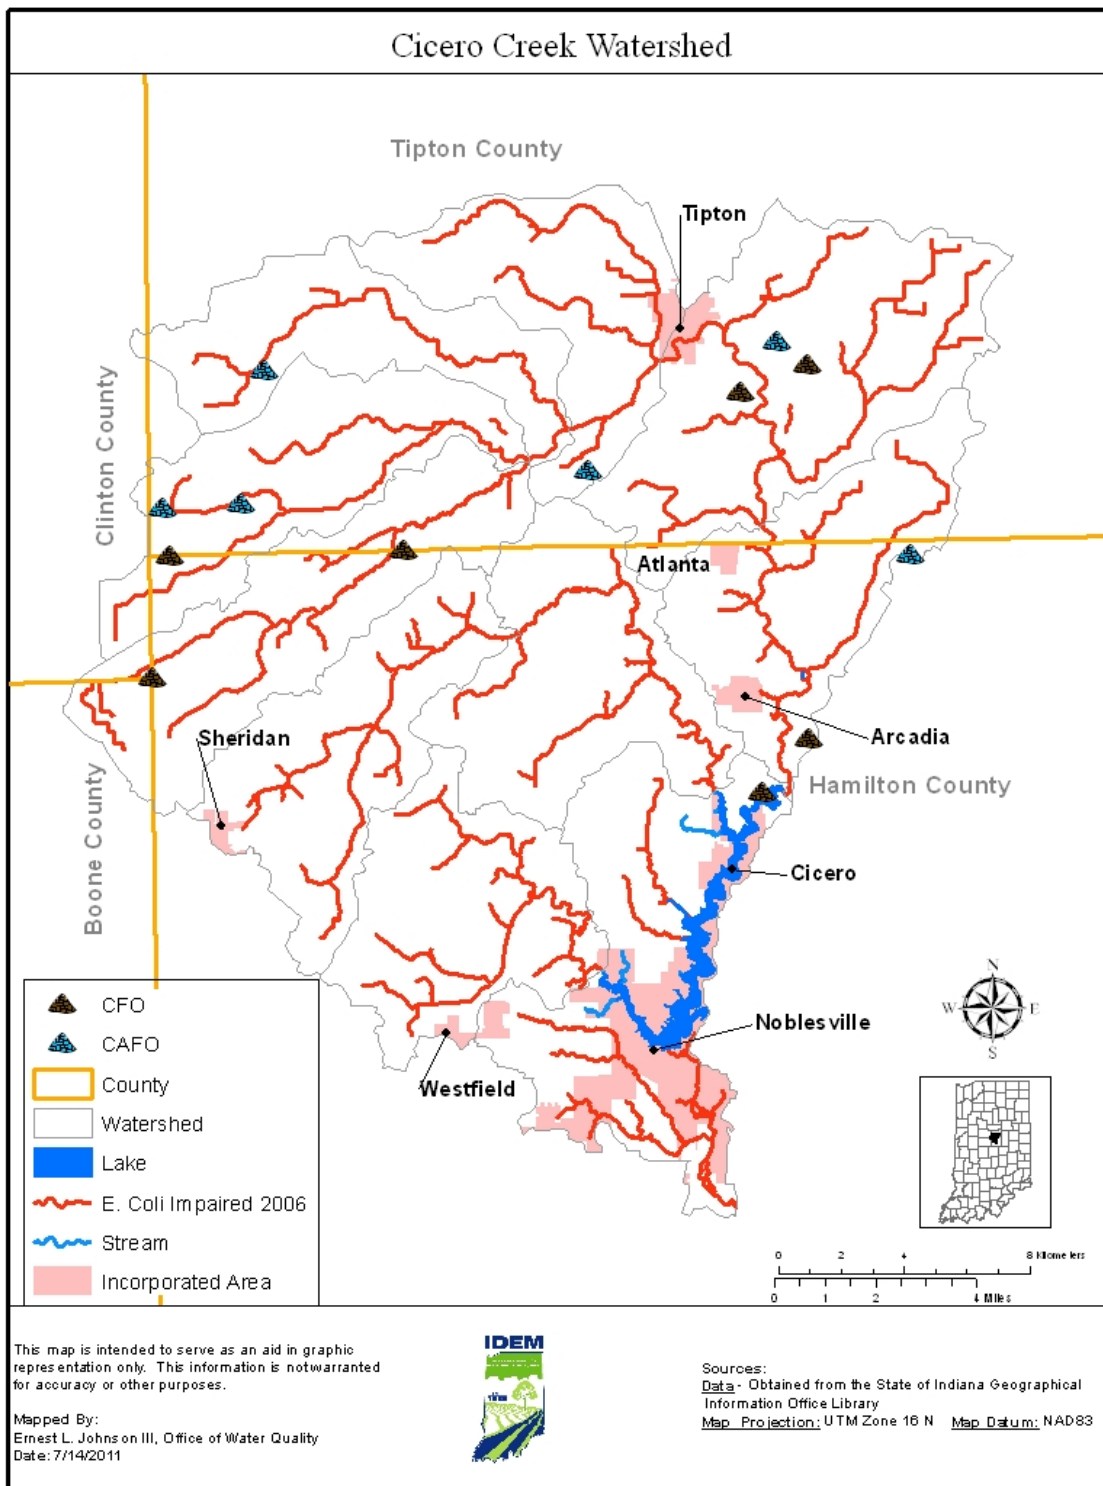 Cicero Creek Watershed
Tipton County
Tipton
Clinton County
Atlanta
Sheridan
Arcadia
Hamilton County
Boone County
Cicero
Noblesville
Westfield
CFO
CAFO
County
Watershed
Lake
E. Coli Impaired 2006
Stream
Incorporated Area
N
W E
S
0 2 4 8 Kilometers
0 1 2 4 Miles
This map is intended to serve as an aid in graphic
representation only. This information is not warranted
for accuracy or other purposes.
Mapped By:
Ernest L. Johnson III, Office of Water Quality
Date: 7/14/2011
IDEM
Sources:
Data - Obtained from the State of Indiana Geographical
Information Office Library
Map Projection: UTM Zone 16 N Map Datum: NAD83